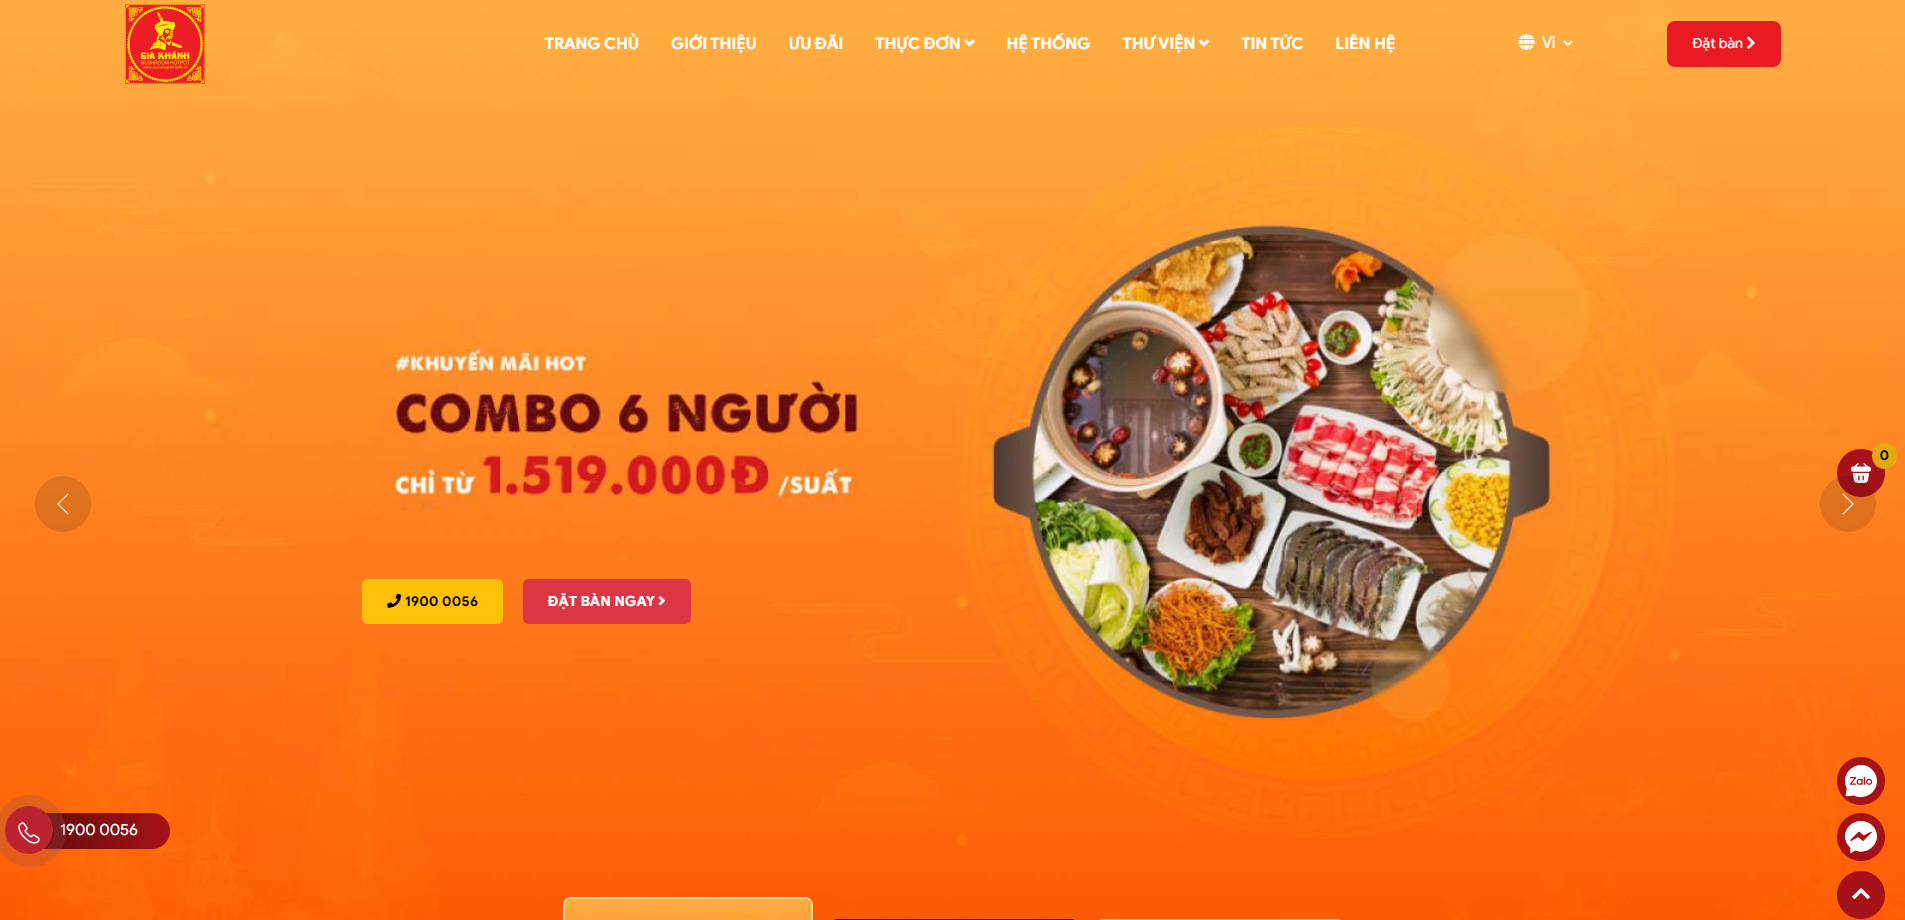 GIA KHÁNH
MUSHROOM HOTPOT
TRANG CHỦ
GIỚI THIỆU
ƯU ĐÃI
THỰC ĐƠN
HỆ THỐNG
THƯ VIỆN
TIN TỨC
LIÊN HỆ
Vi
Đặt bàn
#KHUYẾN MÃI HOT
COMBO 6 NGƯỜI
CHỈ TỪ 1.519.000Đ /SUẤT
1900 0056
ĐẶT BÀN NGAY
0
Zalo
1900 0056